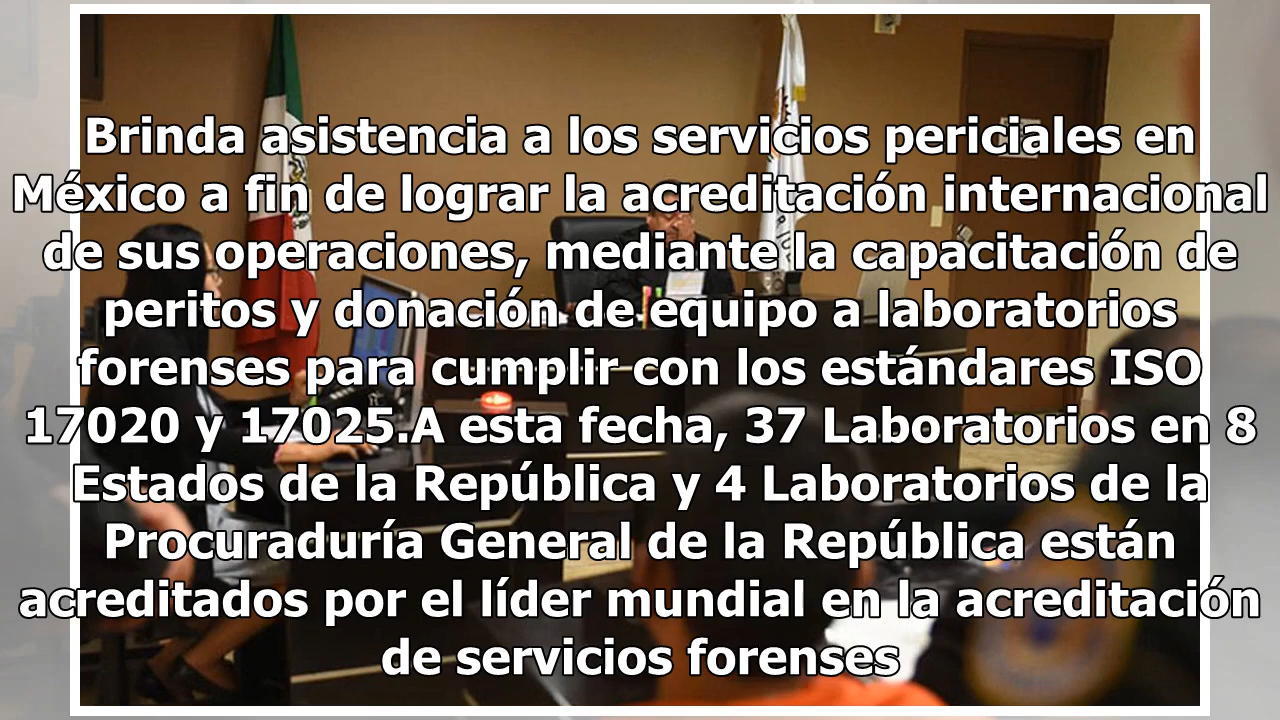 Brinda asistencia a los servicios periciales en
México a fin de lograr la acreditación internacional
de sus operaciones, mediante la capacitación de
peritos y donación de equipo a laboratorios
forenses para cumplir con los estándares ISO
17020 y 17025.A esta fecha, 37 Laboratorios en 8
Estados de la República y 4 Laboratorios de la
Procuraduría General de la República están
acreditados por el líder mundial en la acreditación
de servicios forenses